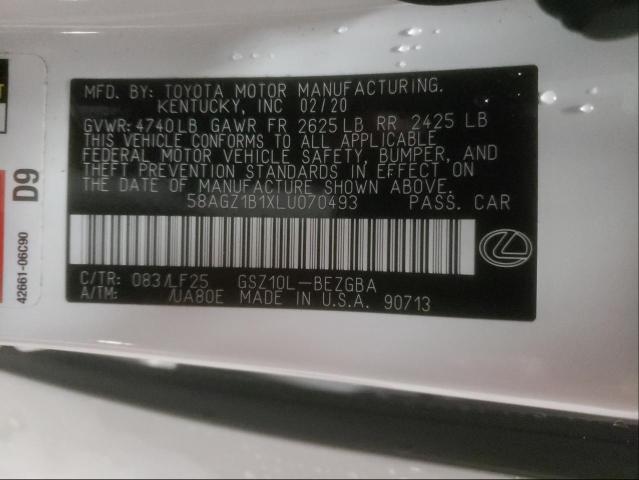 MFD. BY: TOYOTA MOTOR MANUFACTURING.
KENTUCKY, INC 02/20
GVWR: 4740LB GAWR FR 2625LB RR 2425 LB
THIS VEHICLE CONFORMS TO ALL APPLICABLE
FEDERAL MOTOR VEHICLE SAFETY, BUMPER, AND
THEFT PREVENTION STANDARDS IN EFFECT ON
THE DATE OF MANUFACTURE SHOWN ABOVE.
58AGZ1B1XLU070493 PASS. CAR
C/TR: 083/LF25 GSZ10L-BEZGBA
A/TM: /UA80E MADE IN U.S.A. 90713
D9
42661-06C90